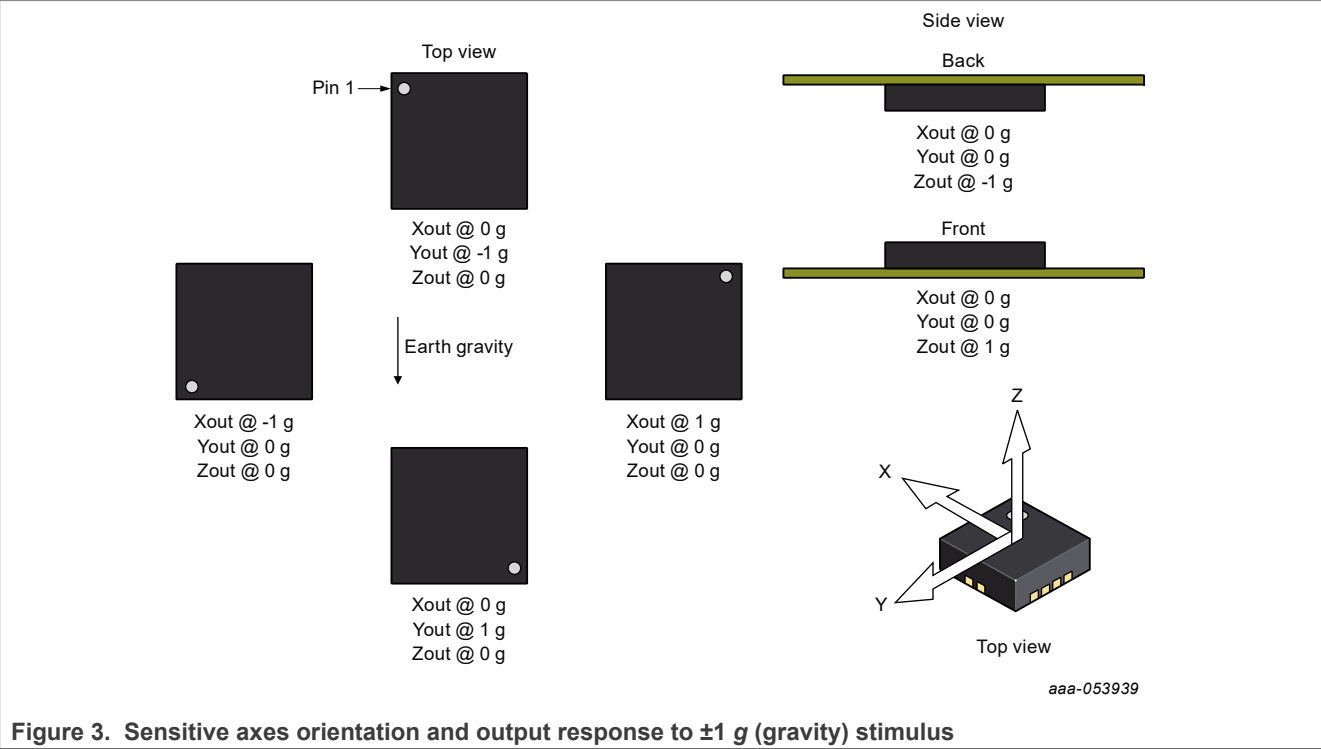 Side view
Top view
Back
Pin 1
Xout @ 0 g
Yout @ 0 g
Zout @ -1 g
Xout @ 0 g
Yout @ -1 g
Zout @ 0 g
Front
Xout @ 0 g
Yout @ 0 g
Zout @ 1 g
Earth gravity
Xout @ -1 g
Yout @ 0 g
Zout @ 0 g
Xout @ 1 g
Yout @ 0 g
Zout @ 0 g
Z
X
Y
Xout @ 0 g
Yout @ 1 g
Zout @ 0 g
Top view
aaa-053939
Figure 3. Sensitive axes orientation and output response to ±1 g (gravity) stimulus